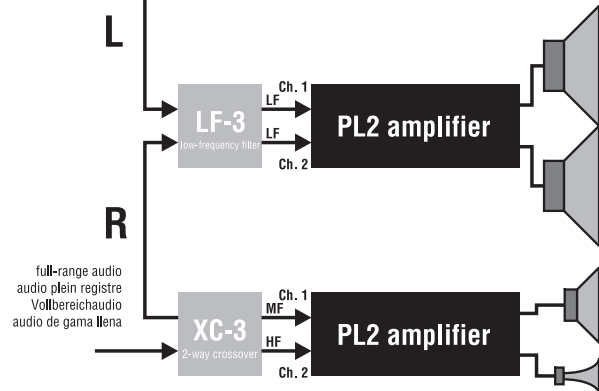 L
Ch. 1
LF
LF-3
low-frequency filter
LF
Ch. 2
PL2 amplifier
R
full-range audio
audio plein registre
Vollbereichaudio
audio de gama llena
Ch. 1
MF
XC-3
2-way crossover
HF
Ch. 2
PL2 amplifier